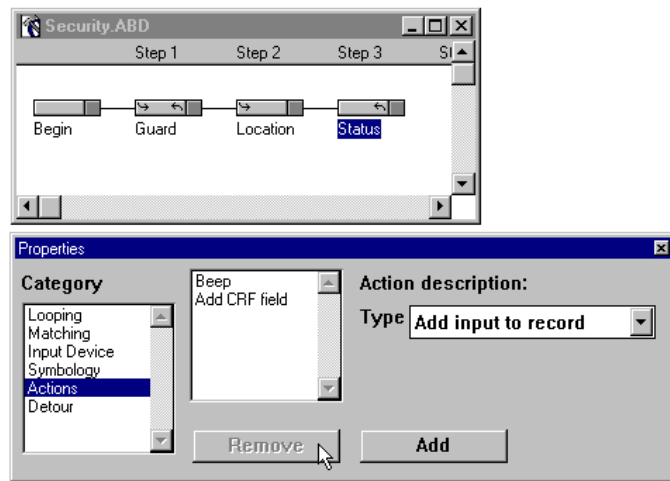 Security.ABD
Step 1 Step 2 Step 3
Begin Guard Location Status
Properties
Category
Looping
Matching
Input Device
Symbology
Actions
Detour
Beep
Add CRF field
Remove
Action description:
Type Add input to record
Add